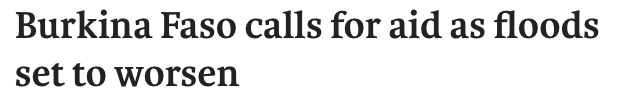 Burkina Faso calls for aid as floods
set to worsen